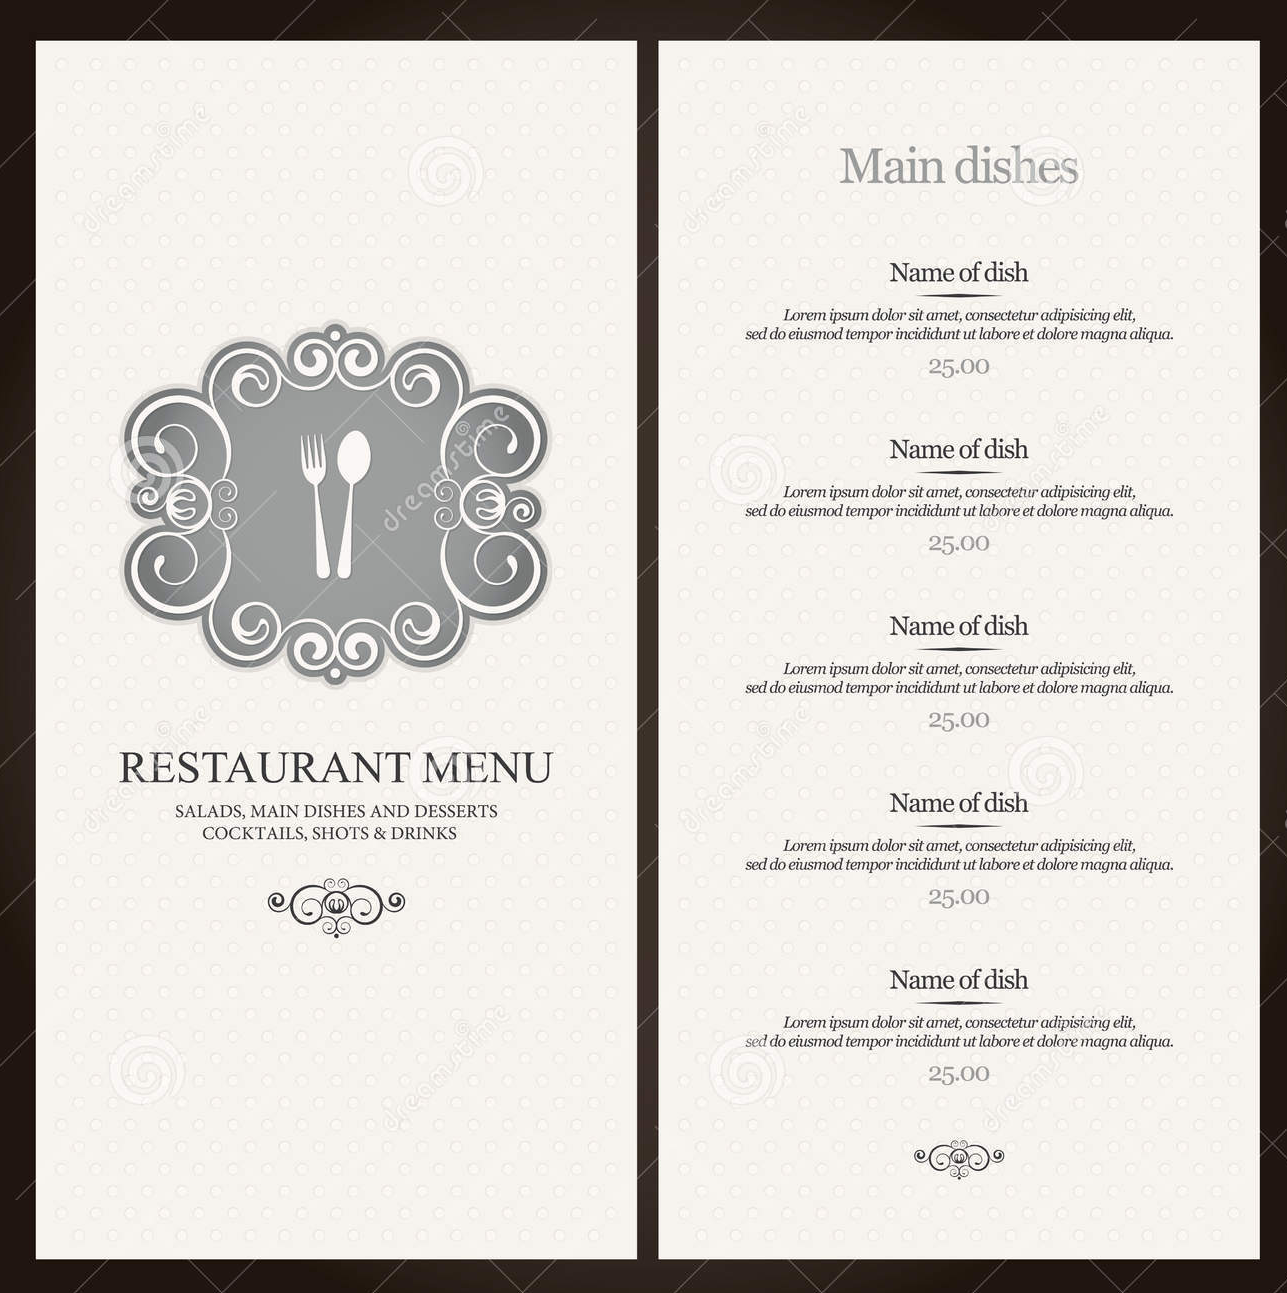 RESTAURANT MENU
SALADS, MAIN DISHES AND DESSERTS
COCKTAILS, SHOTS & DRINKS
Main dishes
Name of dish
Lorem ipsum dolor sit amet, consectetur adipisicing elit,
sed do eiusmod tempor incididunt ut labore et dolore magna aliqua.
25.00
Name of dish
Lorem ipsum dolor sit amet, consectetur adipisicing elit,
sed do eiusmod tempor incididunt ut labore et dolore magna aliqua.
25.00
Name of dish
Lorem ipsum dolor sit amet, consectetur adipisicing elit,
sed do eiusmod tempor incididunt ut labore et dolore magna aliqua.
25.00
Name of dish
Lorem ipsum dolor sit amet, consectetur adipisicing elit,
sed do eiusmod tempor incididunt ut labore et dolore magna aliqua.
25.00
Name of dish
Lorem ipsum dolor sit amet, consectetur adipisicing elit,
sed do eiusmod tempor incididunt ut labore et dolore magna aliqua.
25.00
dreamstime
dreamstime
dreamstime
dreamstime
dreamstime
dreamstime
dreamstime
dreamstime